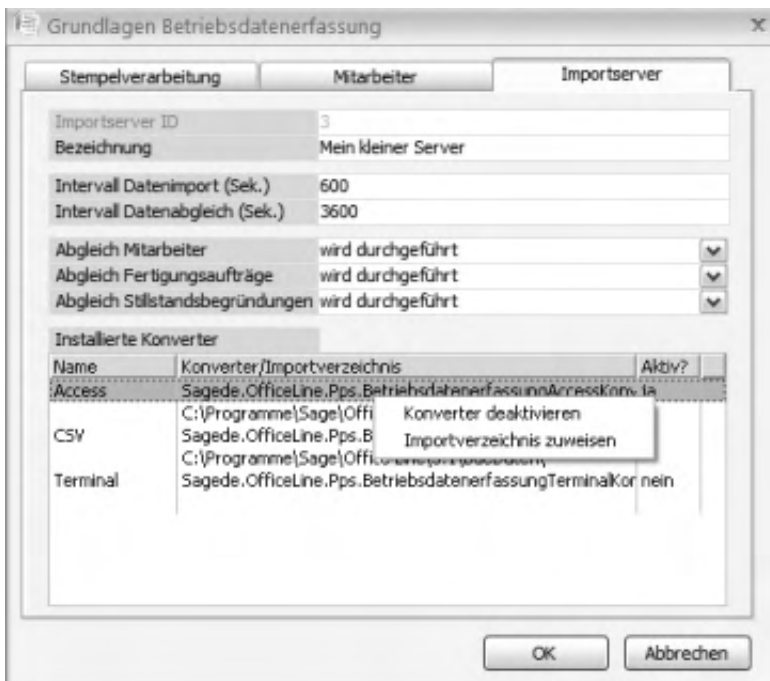 Grundlagen Betriebsdatenerfassung
Stempelverarbeitung Mitarbeiter Importserver
Importserver ID 3
Bezeichnung Mein kleiner Server
Intervall Datenimport (Sek.) 600
Intervall Datenabgleich (Sek.) 3600
Abgleich Mitarbeiter wird durchgeführt
Abgleich Fertigungsaufträge wird durchgeführt
Abgleich Stillstandsbegründungen wird durchgeführt
Installierte Konverter
Name Konverter/Importverzeichnis Aktiv?
Access Sagede.OfficeLine.Pps.BetriebsdatenerfassungAccessKonv ja
C:\Programme\Sage\Offi
Konverter deaktivieren
CSV Sagede.OfficeLine.Pps.B
Importverzeichnis zuweisen
C:\Programme\Sage\Office
Terminal Sagede.OfficeLine.Pps.BetriebsdatenerfassungTerminalKor nein
OK Abbrechen